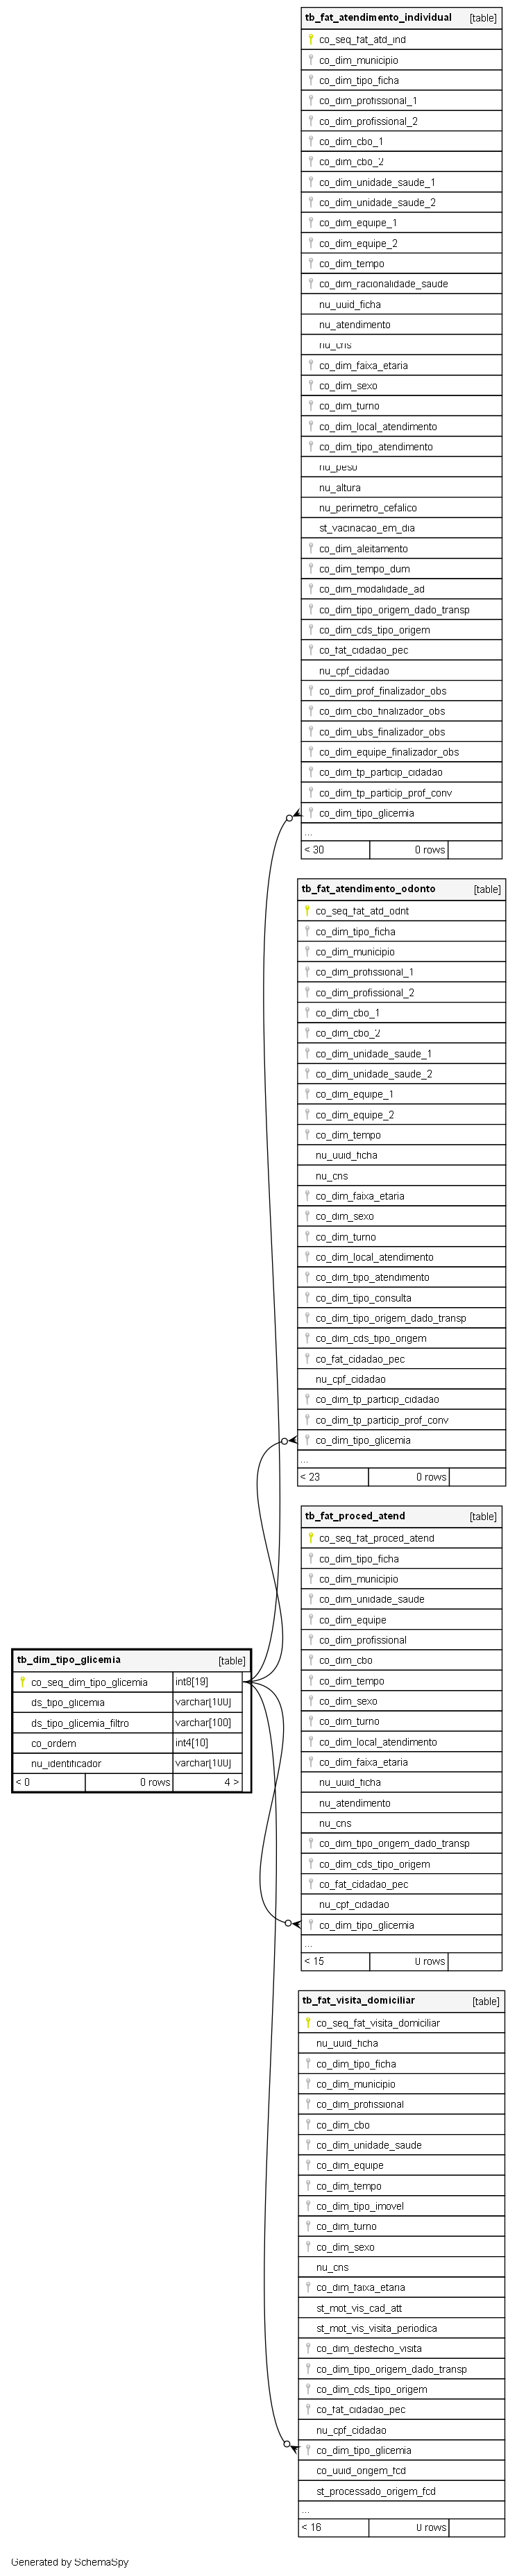 tb_fat_atendimento_individual [table]
co_seq_fat_atd_ind
co_dim_municipio
co_dim_tipo_ficha
co_dim_profissional_1
co_dim_profissional_2
co_dim_cbo_1
co_dim_cbo_2
co_dim_unidade_saude_1
co_dim_unidade_saude_2
co_dim_equipe_1
co_dim_equipe_2
co_dim_tempo
co_dim_racionalidade_saude
nu_uuid_ficha
nu_atendimento
nu_cns
co_dim_faixa_etaria
co_dim_sexo
co_dim_turno
co_dim_local_atendimento
co_dim_tipo_atendimento
nu_peso
nu_altura
nu_perimetro_cefalico
st_vacinacao_em_dia
co_dim_aleitamento
co_dim_tempo_dum
co_dim_modalidade_ad
co_dim_tipo_origem_dado_transp
co_dim_cds_tipo_origem
co_fat_cidadao_pec
nu_cpf_cidadao
co_dim_prof_finalizador_obs
co_dim_cbo_finalizador_obs
co_dim_ubs_finalizador_obs
co_dim_equipe_finalizador_obs
co_dim_tp_particip_cidadao
co_dim_tp_particip_prof_conv
co_dim_tipo_glicemia
...
< 30 0 rows
tb_fat_atendimento_odonto [table]
co_seq_fat_atd_odnt
co_dim_tipo_ficha
co_dim_municipio
co_dim_profissional_1
co_dim_profissional_2
co_dim_cbo_1
co_dim_cbo_2
co_dim_unidade_saude_1
co_dim_unidade_saude_2
co_dim_equipe_1
co_dim_equipe_2
co_dim_tempo
nu_uuid_ficha
nu_cns
co_dim_faixa_etaria
co_dim_sexo
co_dim_turno
co_dim_local_atendimento
co_dim_tipo_atendimento
co_dim_tipo_consulta
co_dim_tipo_origem_dado_transp
co_dim_cds_tipo_origem
co_fat_cidadao_pec
nu_cpf_cidadao
co_dim_tp_particip_cidadao
co_dim_tp_particip_prof_conv
co_dim_tipo_glicemia
...
< 23 0 rows
tb_fat_proced_atend [table]
co_seq_fat_proced_atend
co_dim_tipo_ficha
co_dim_municipio
co_dim_unidade_saude
co_dim_equipe
co_dim_profissional
co_dim_cbo
co_dim_tempo
co_dim_sexo
co_dim_turno
co_dim_local_atendimento
co_dim_faixa_etaria
nu_uuid_ficha
nu_atendimento
nu_cns
co_dim_tipo_origem_dado_transp
co_dim_cds_tipo_origem
co_fat_cidadao_pec
nu_cpf_cidadao
co_dim_tipo_glicemia
...
< 15 0 rows
tb_dim_tipo_glicemia [table]
co_seq_dim_tipo_glicemia int8[19]
ds_tipo_glicemia varchar[100]
ds_tipo_glicemia_filtro varchar[100]
co_ordem int4[10]
nu_identificador varchar[100]
< 0 0 rows 4 >
tb_fat_visita_domiciliar [table]
co_seq_fat_visita_domiciliar
nu_uuid_ficha
co_dim_tipo_ficha
co_dim_municipio
co_dim_profissional
co_dim_cbo
co_dim_unidade_saude
co_dim_equipe
co_dim_tempo
co_dim_tipo_imovel
co_dim_turno
co_dim_sexo
nu_cns
co_dim_faixa_etaria
st_mot_vis_cad_att
st_mot_vis_visita_periodica
co_dim_desfecho_visita
co_dim_tipo_origem_dado_transp
co_dim_cds_tipo_origem
co_fat_cidadao_pec
nu_cpf_cidadao
co_dim_tipo_glicemia
co_uuid_origem_fcd
st_processado_origem_fcd
...
< 16 0 rows
Generated by SchemaSpy